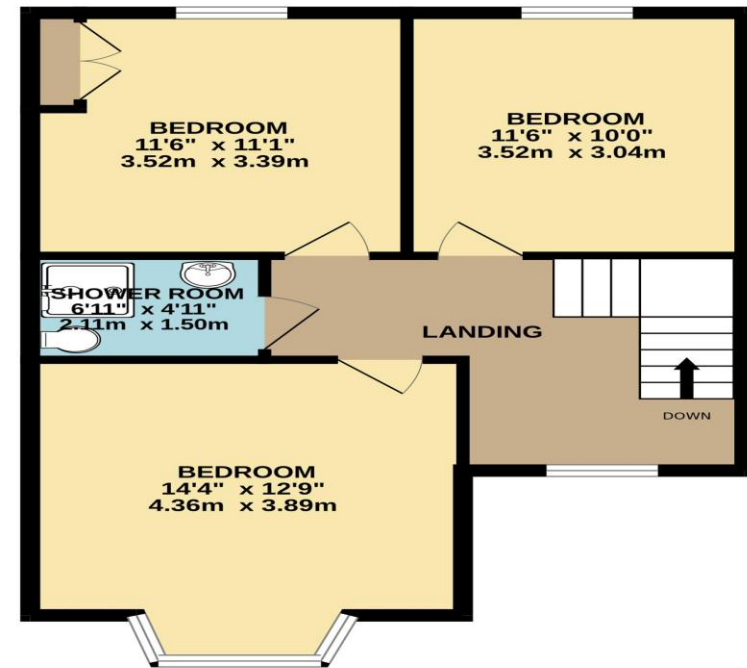 BEDROOM
11'6" x 11'1"
3.52m x 3.39m
BEDROOM
11'6" x 10'0"
3.52m x 3.04m
SHOWER ROOM
6'11" x 4'11"
2.11m x 1.50m
LANDING
DOWN
BEDROOM
14'4" x 12'9"
4.36m x 3.89m